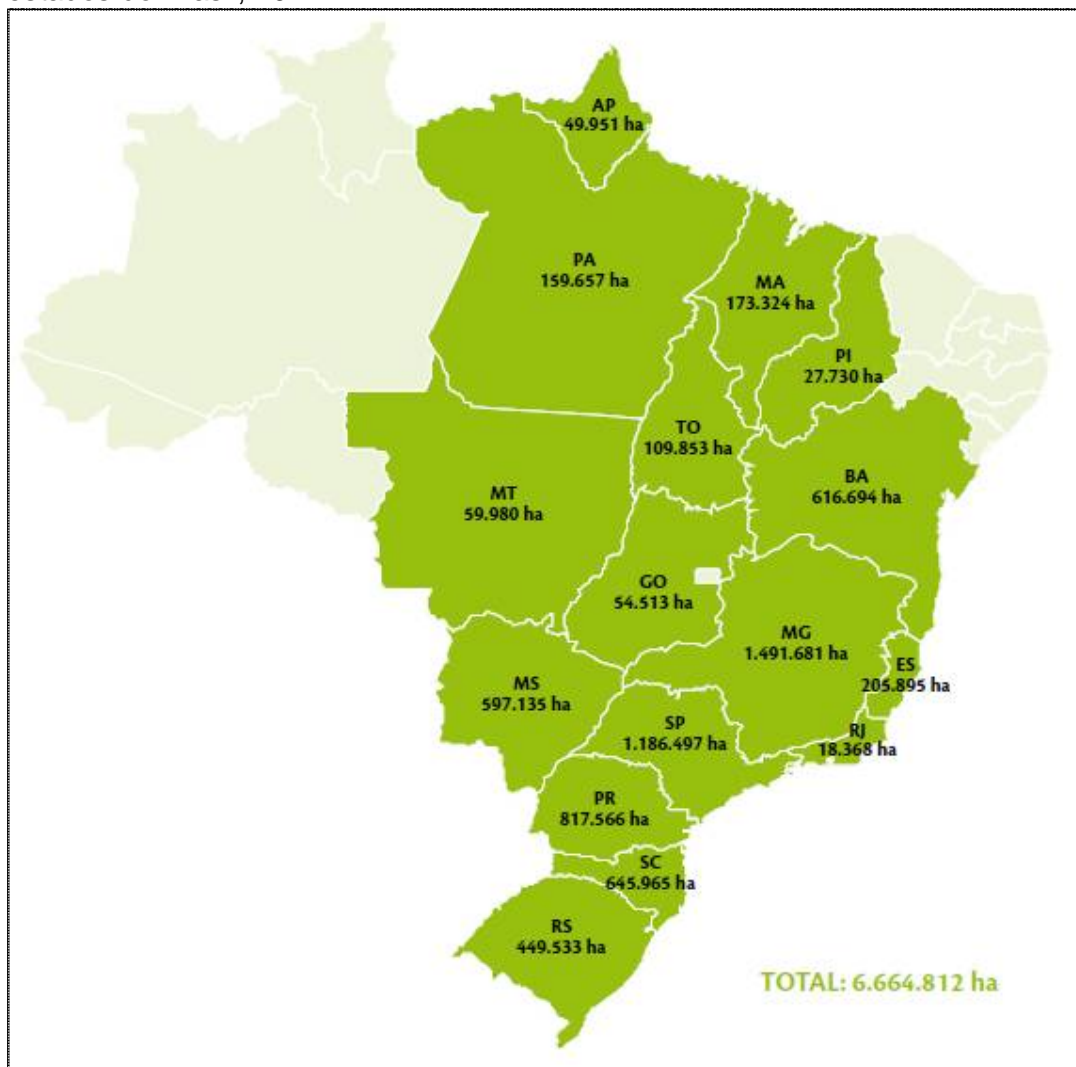 AP
49.951 ha
PA
159.657 ha
MA
173.324 ha
PI
27.730 ha
TO
109.853 ha
BA
616.694 ha
MT
59.980 ha
GO
54.513 ha
MG
1.491.681 ha
ES
205.895 ha
MS
597.135 ha
SP
1.186.497 ha
RJ
18.368 ha
PR
817.566 ha
SC
645.965 ha
RS
449.533 ha
TOTAL: 6.664.812 ha